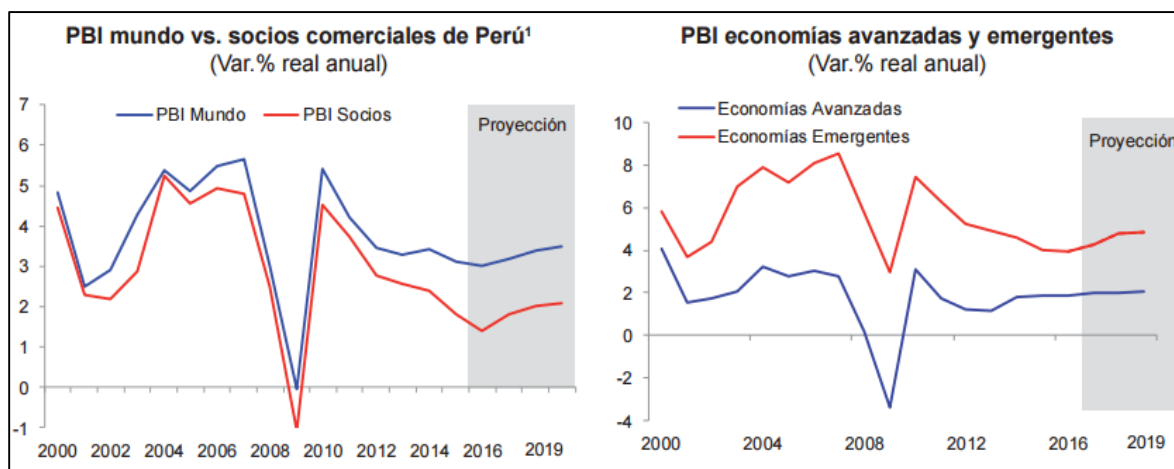 PBI mundo vs. socios comerciales de Perú¹
(Var.% real anual)
7
6
5
4
3
2
1
0
-1
PBI Mundo
PBI Socios
Proyección
2000 2002 2004 2006 2008 2010 2012 2014 2016 2019
PBI economías avanzadas y emergentes
(Var.% real anual)
Economías Avanzadas
Economías Emergentes
Proyección
10
8
6
4
2
0
-2
-4
2000 2004 2008 2012 2016 2019